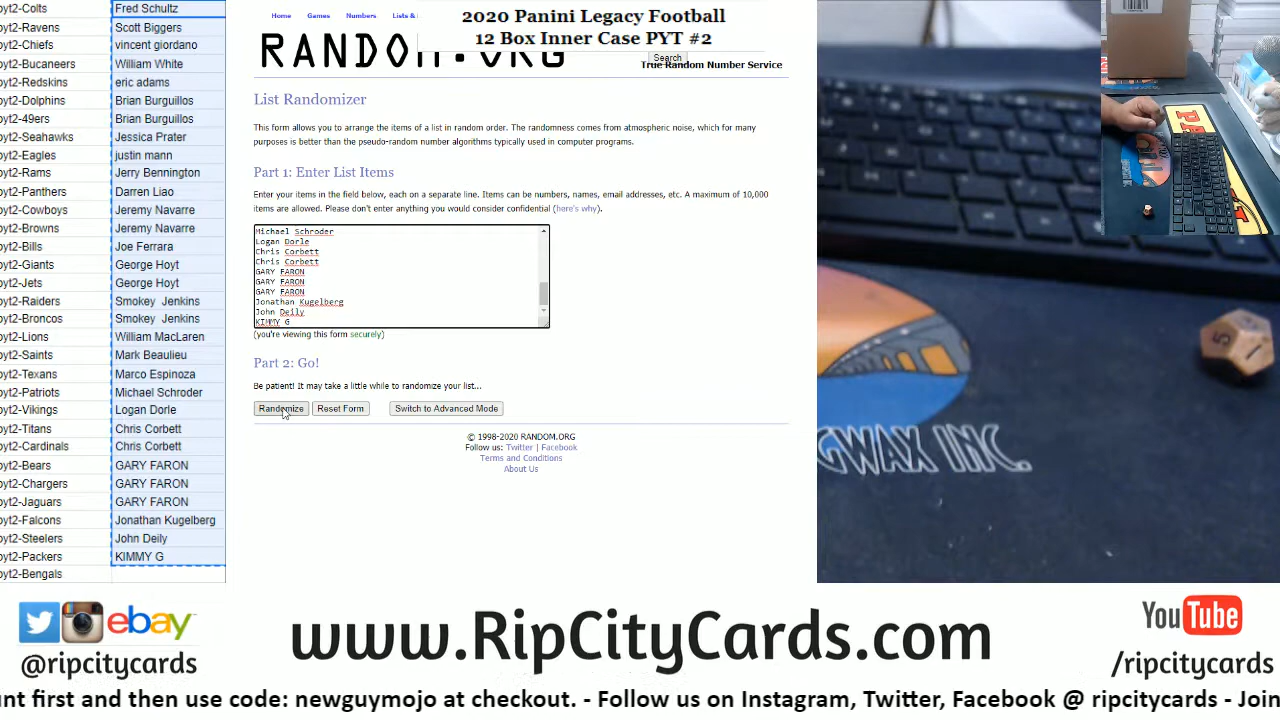 pyt2-Colts Fred Schultz
pyt2-Ravens Scott Biggers
pyt2-Chiefs vincent giordano
pyt2-Bucaneers William White
pyt2-Redskins eric adams
pyt2-Dolphins Brian Burguillos
pyt2-49ers Brian Burguillos
pyt2-Seahawks Jessica Prater
pyt2-Eagles justin mann
pyt2-Rams Jerry Bennington
pyt2-Panthers Darren Liao
pyt2-Cowboys Jeremy Navarre
pyt2-Browns Jeremy Navarre
pyt2-Bills Joe Ferrara
pyt2-Giants George Hoyt
pyt2-Jets George Hoyt
pyt2-Raiders Smokey Jenkins
pyt2-Broncos Smokey Jenkins
pyt2-Lions William MacLaren
pyt2-Saints Mark Beaulieu
pyt2-Texans Marco Espinoza
pyt2-Patriots Michael Schroder
pyt2-Vikings Logan Dorle
pyt2-Titans Chris Corbett
pyt2-Cardinals Chris Corbett
pyt2-Bears GARY FARON
pyt2-Chargers GARY FARON
pyt2-Jaguars GARY FARON
pyt2-Falcons Jonathan Kugelberg
pyt2-Steelers John Deily
pyt2-Packers KIMMY G
pyt2-Bengals
Home Games Numbers Lists &
2020 Panini Legacy Football
12 Box Inner Case PYT #2
RANDOM.ORG
Search
True Random Number Service
List Randomizer
This form allows you to arrange the items of a list in random order. The randomness comes from atmospheric noise, which for many
purposes is better than the pseudo-random number algorithms typically used in computer programs.
Part 1: Enter List Items
Enter your items in the field below, each on a separate line. Items can be numbers, names, email addresses, etc. A maximum of 10,000
items are allowed. Please don't enter anything you would consider confidential (here's why).
Michael Schroder
Logan Dorle
Chris Corbett
Chris Corbett
GARY FARON
GARY FARON
GARY FARON
Jonathan Kugelberg
John Deily
KIMMY G
(you're viewing this form securely)
Part 2: Go!
Be patient! It may take a little while to randomize your list...
Randomize Reset Form Switch to Advanced Mode
© 1998-2020 RANDOM.ORG
Follow us: Twitter | Facebook
Terms and Conditions
About Us
GWAX INC.
5
ebay
@ripcitycards
www.RipCityCards.com
YouTube
/ripcitycards
unt first and then use code: newguymojo at checkout. - Follow us on Instagram, Twitter, Facebook @ ripcitycards - Join